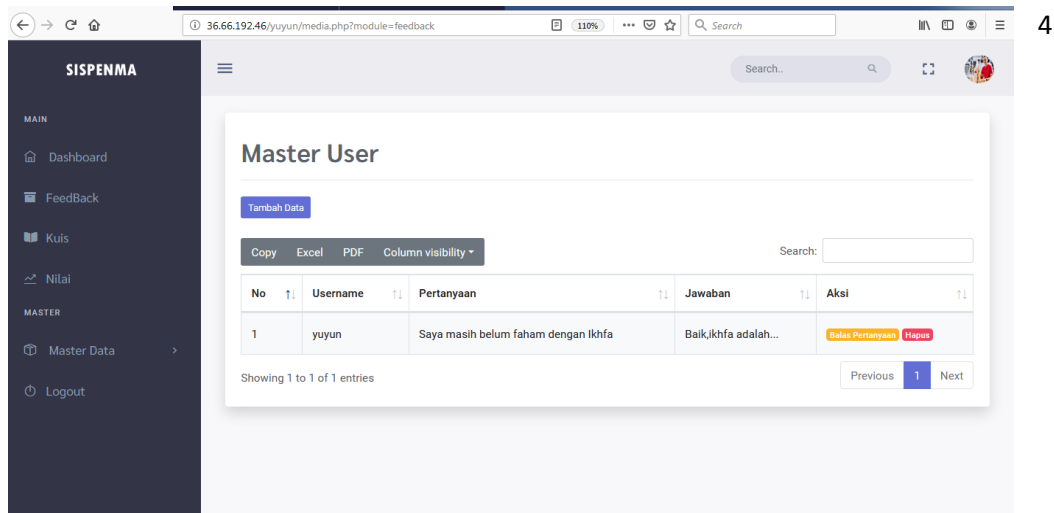 36.66.192.46/yuyun/media.php?module=feedback 110% Search 4
SISPENMA Search..
MAIN
Dashboard
FeedBack
Kuis
Nilai
MASTER
Master Data
Logout
Master User
Tambah Data
Copy Excel PDF Column visibility Search:
No Username Pertanyaan Jawaban Aksi
1 yuyun Saya masih belum faham dengan Ikhfa Baik,ikhfa adalah... Balas Pertanyaan Hapus
Showing 1 to 1 of 1 entries Previous 1 Next